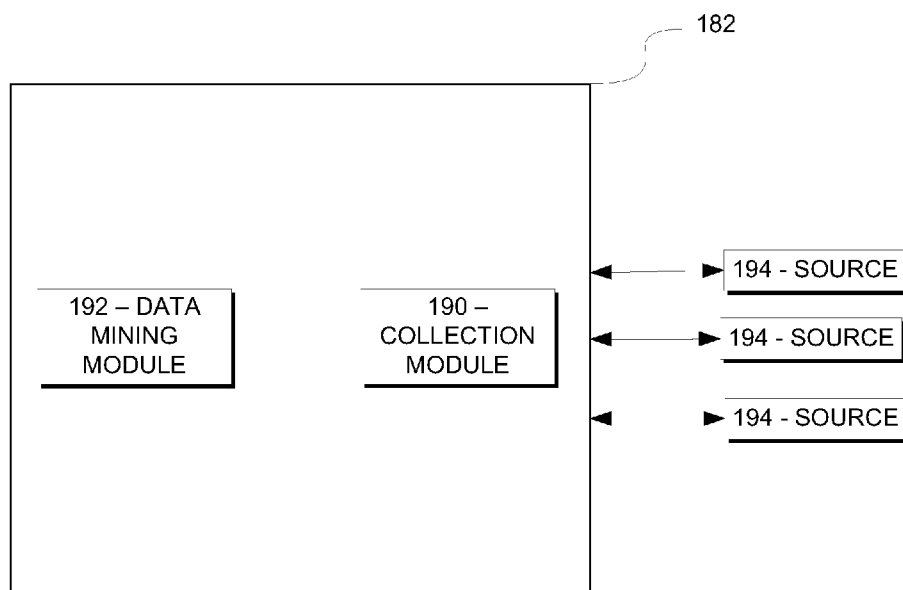 182
192 – DATA
MINING
MODULE
190 –
COLLECTION
MODULE
194 - SOURCE
194 - SOURCE
194 - SOURCE